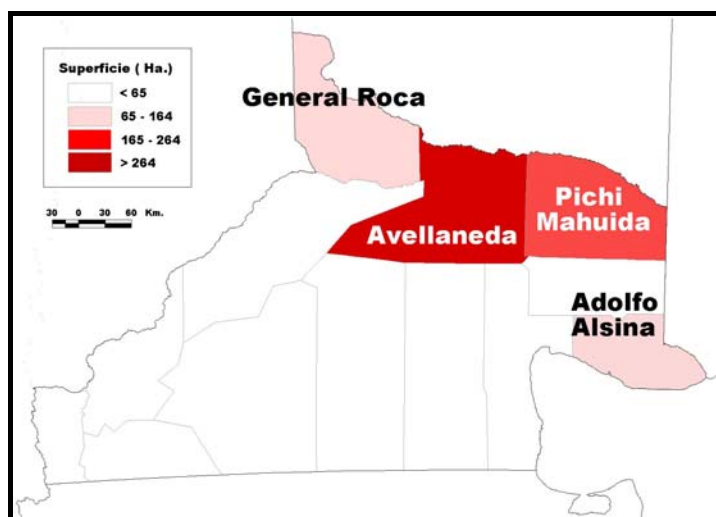 Superficie ( Ha.)
< 65
65 - 164
165 - 264
> 264
30 0 30 60 Km.
General Roca
Avellaneda
Pichi
Mahuida
Adolfo
Alsina